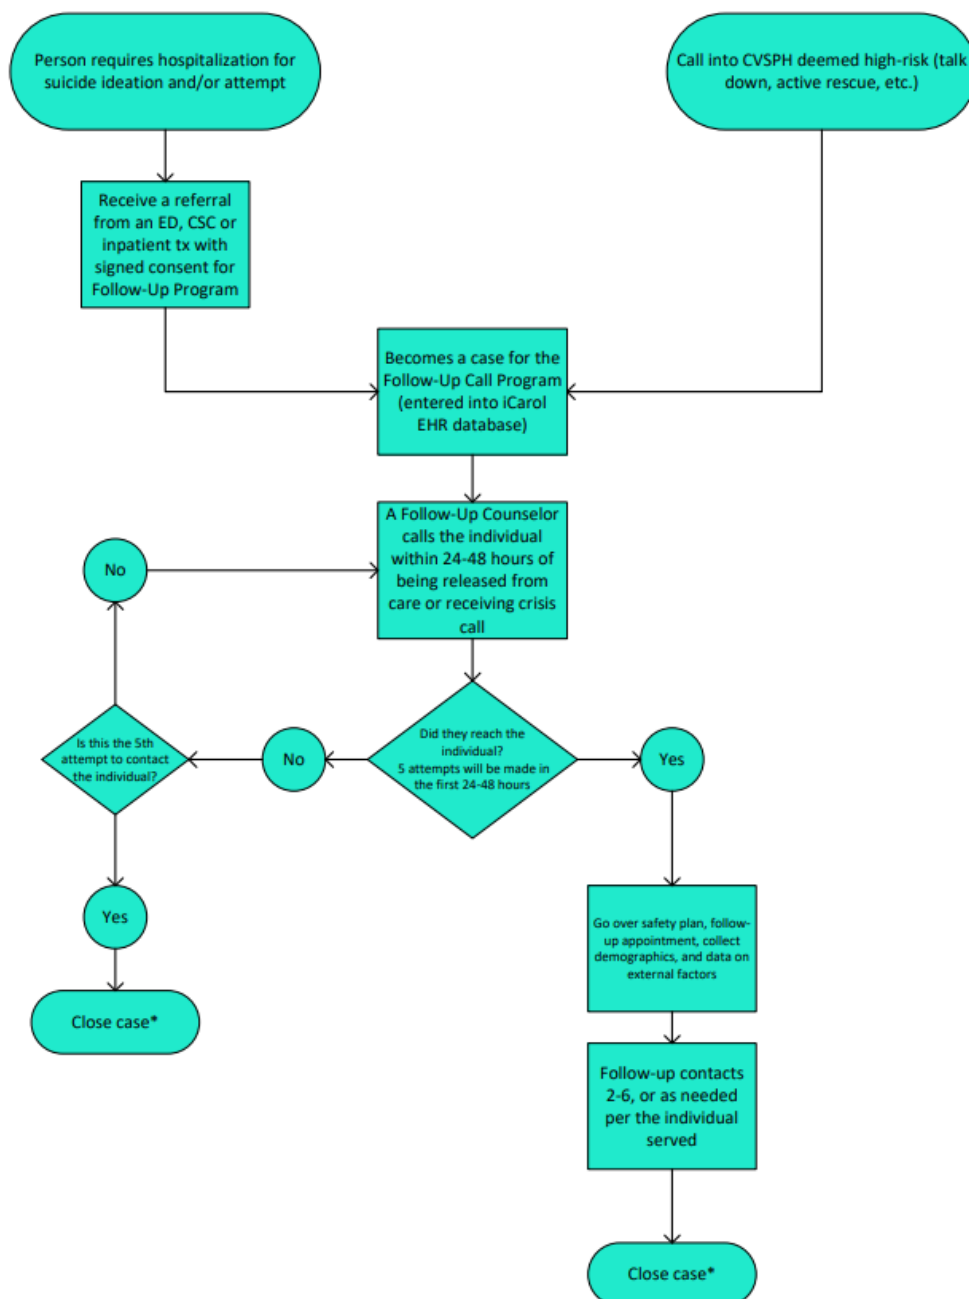 Person requires hospitalization for
suicide ideation and/or attempt
Call into CVSPH deemed high-risk (talk
down, active rescue, etc.)
Receive a referral
from an ED, CSC or
inpatient tx with
signed consent for
Follow-Up Program
Becomes a case for the
Follow-Up Call Program
(entered into iCarol
EHR database)
A Follow-Up Counselor
calls the individual
within 24-48 hours of
being released from
care or receiving crisis
call
No
Did they reach the
individual?
5 attempts will be made in
the first 24-48 hours
No
Yes
Is this the 5th
attempt to contact
the individual?
Yes
Close case*
Go over safety plan, follow-
up appointment, collect
demographics, and data on
external factors
Follow-up contacts
2-6, or as needed
per the individual
served
Close case*